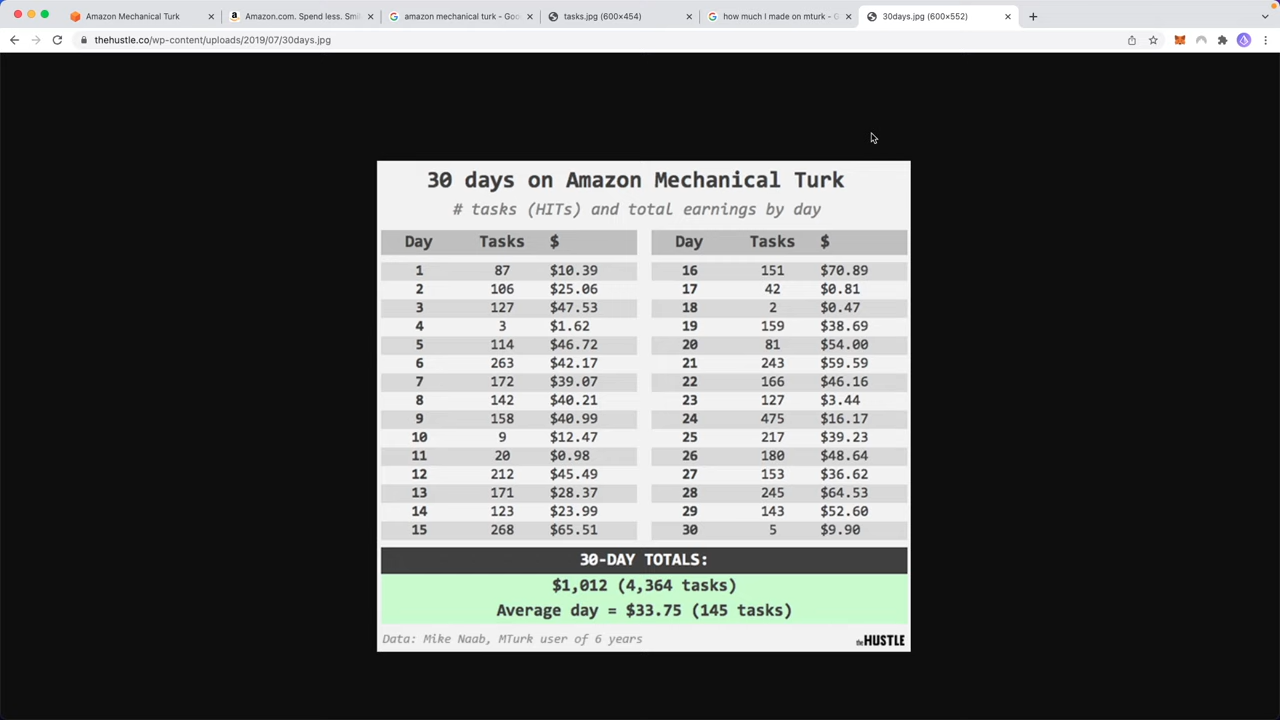 Amazon Mechanical Turk
Amazon.com. Spend less. Smi
amazon mechanical turk - Goo
tasks.jpg (600×454)
how much I made on mturk - G
30days.jpg (600×552)
thehustle.co/wp-content/uploads/2019/07/30days.jpg
30 days on Amazon Mechanical Turk
# tasks (HITs) and total earnings by day
Day Tasks $ Day Tasks $
1 87 $10.39 16 151 $70.89
2 106 $25.06 17 42 $0.81
3 127 $47.53 18 2 $0.47
4 3 $1.62 19 159 $38.69
5 114 $46.72 20 81 $54.00
6 263 $42.17 21 243 $59.59
7 172 $39.07 22 166 $46.16
8 142 $40.21 23 127 $3.44
9 158 $40.99 24 475 $16.17
10 9 $12.47 25 217 $39.23
11 20 $0.98 26 180 $48.64
12 212 $45.49 27 153 $36.62
13 171 $28.37 28 245 $64.53
14 123 $23.99 29 143 $52.60
15 268 $65.51 30 5 $9.90
30-DAY TOTALS:
$1,012 (4,364 tasks)
Average day = $33.75 (145 tasks)
Data: Mike Naab, MTurk user of 6 years
the HUSTLE